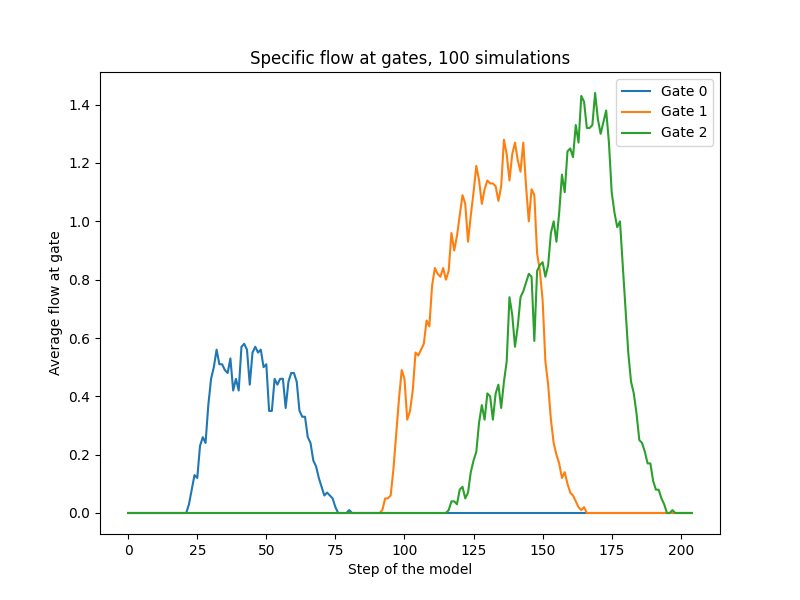 Specific flow at gates, 100 simulations
Gate 0
Gate 1
Gate 2
Average flow at gate
1.4
1.2
1.0
0.8
0.6
0.4
0.2
0.0
0 25 50 75 100 125 150 175 200
Step of the model